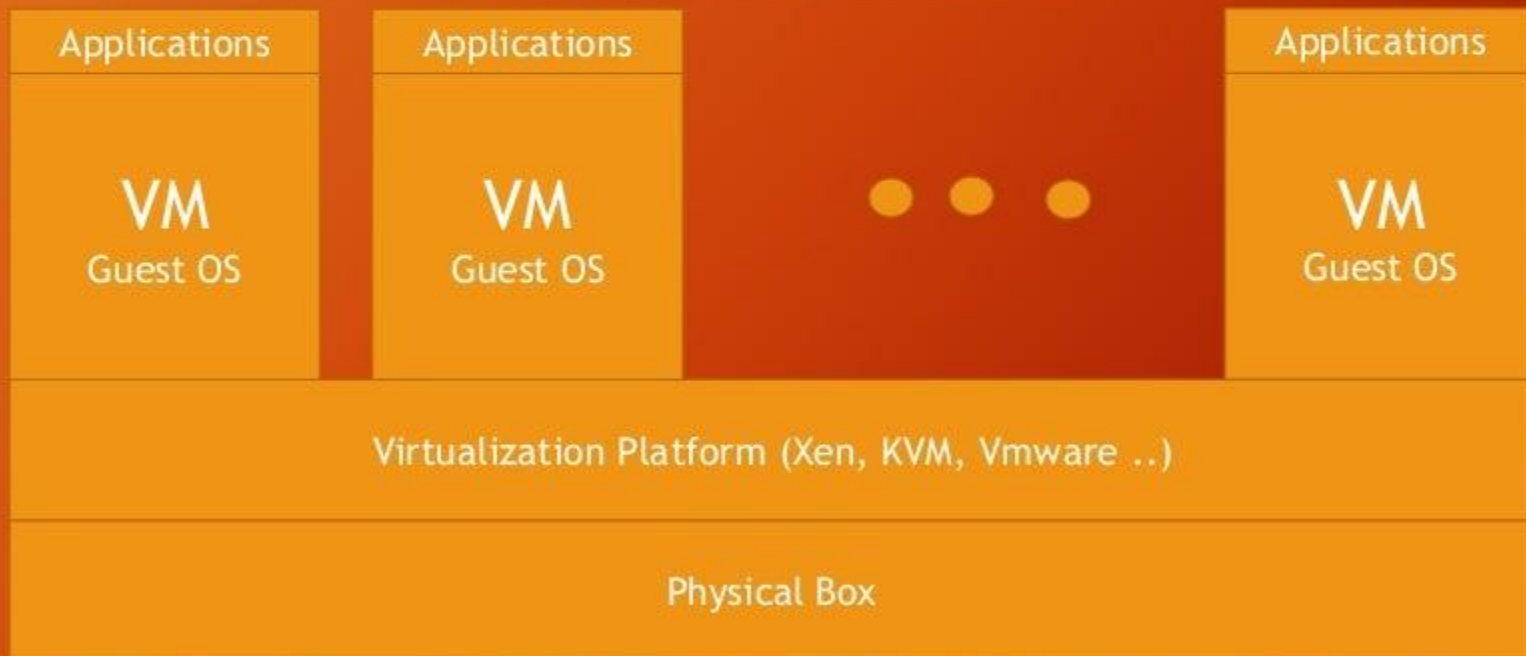 Applications
VM
Guest OS
Applications
VM
Guest OS
Applications
VM
Guest OS
Virtualization Platform (Xen, KVM, Vmware ..)
Physical Box